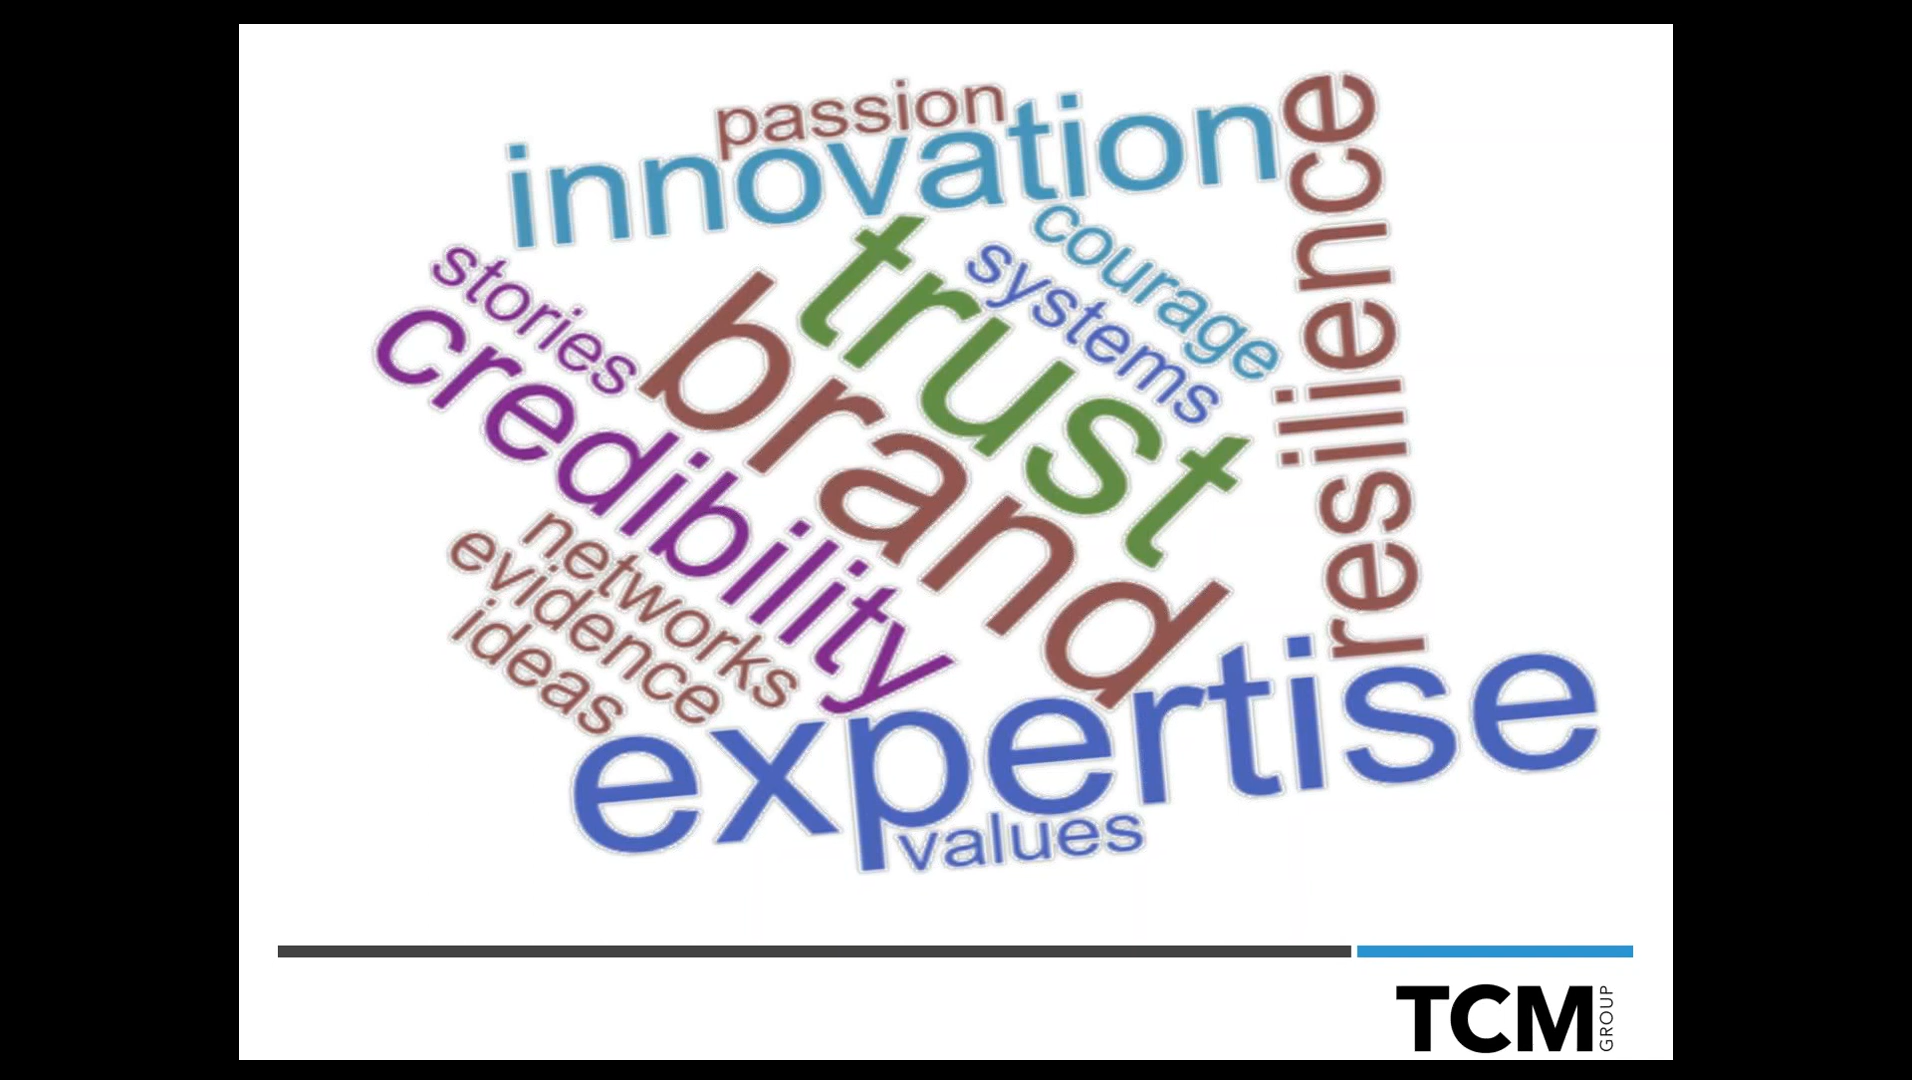 passion
innovation
resilience
courage
trust
systems
stories
brand
credibility
networks
evidence
ideas
expertise
values
TCM
GROUP